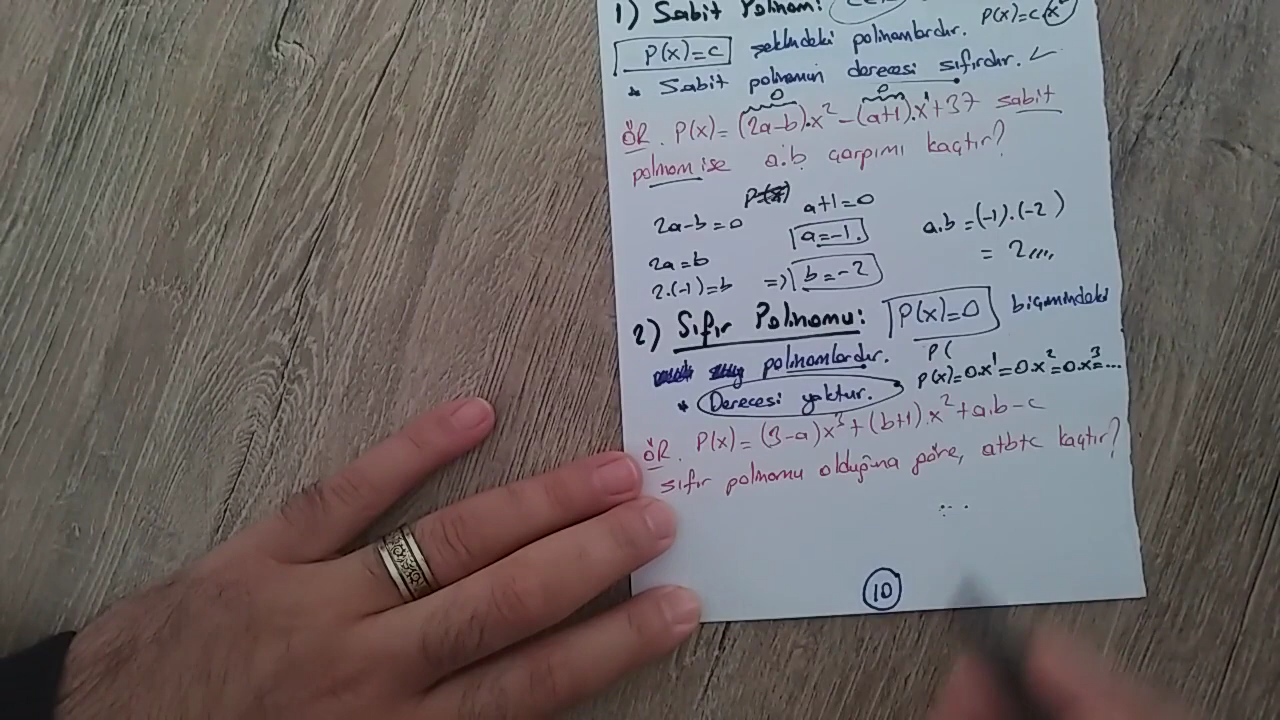 1) Sabit Polinom:
P(x)=c şeklindeki polinomlardır. P(x)=c.x⁰
* Sabit polinomun derecesi sıfırdır.
0 0
ÖR. P(x)=(2a-b).x²-(a+1).x¹+37 sabit
polinom ise a.b çarpımı kaçtır?
2a-b=0 a+1=0 a.b=(-1).(-2)
2a=b a=-1 = 2
2.(-1)=b => b=-2
2) Sıfır Polinomu: P(x)=0 biçimindeki
polinomlardır. P(
P(x)=0.x¹=0.x²=0.x³=...
* Derecesi yoktur.
ÖR. P(x)=(3-a)x³+(b+1).x²+a.b-c
sıfır polinomu olduğuna göre, a+b+c kaçtır?
10